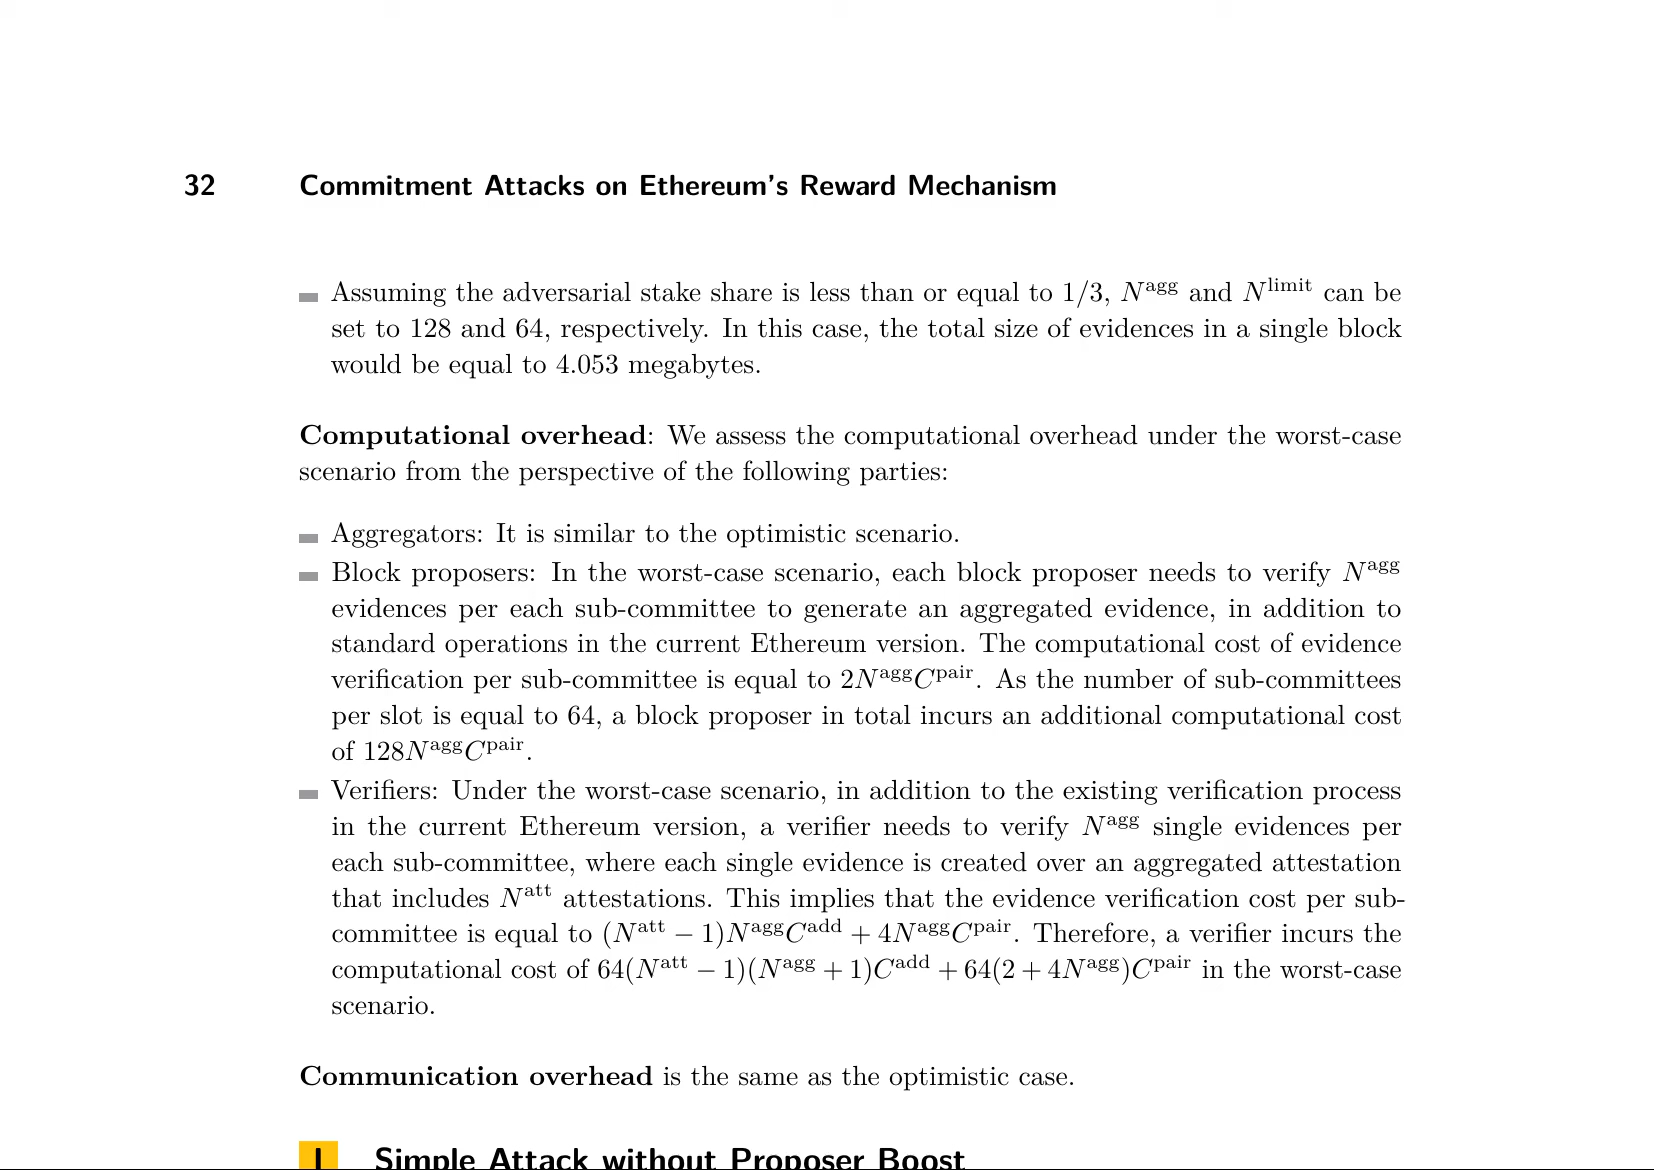 32 Commitment Attacks on Ethereum's Reward Mechanism
Assuming the adversarial stake share is less than or equal to 1/3, N^agg and N^limit can be
set to 128 and 64, respectively. In this case, the total size of evidences in a single block
would be equal to 4.053 megabytes.
Computational overhead: We assess the computational overhead under the worst-case
scenario from the perspective of the following parties:
Aggregators: It is similar to the optimistic scenario.
Block proposers: In the worst-case scenario, each block proposer needs to verify N^agg
evidences per each sub-committee to generate an aggregated evidence, in addition to
standard operations in the current Ethereum version. The computational cost of evidence
verification per sub-committee is equal to 2N^agg C^pair. As the number of sub-committees
per slot is equal to 64, a block proposer in total incurs an additional computational cost
of 128N^agg C^pair.
Verifiers: Under the worst-case scenario, in addition to the existing verification process
in the current Ethereum version, a verifier needs to verify N^agg single evidences per
each sub-committee, where each single evidence is created over an aggregated attestation
that includes N^att attestations. This implies that the evidence verification cost per sub-
committee is equal to (N^att − 1)N^agg C^add + 4N^agg C^pair. Therefore, a verifier incurs the
computational cost of 64(N^att − 1)(N^agg + 1)C^add + 64(2 + 4N^agg)C^pair in the worst-case
scenario.
Communication overhead is the same as the optimistic case.
I Simple Attack without Proposer Boost